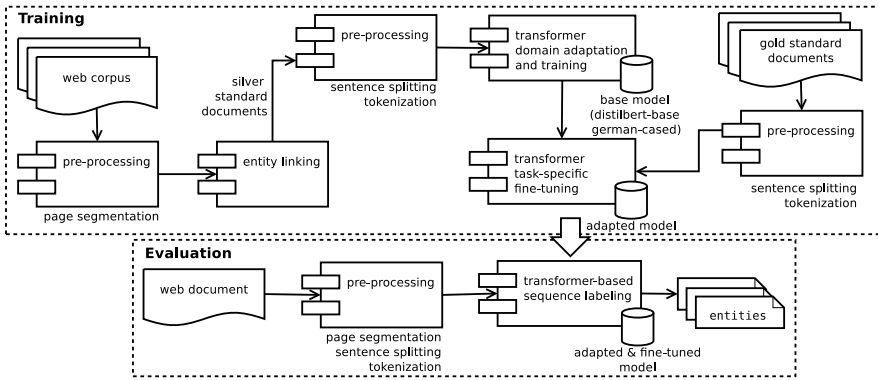 Training
web corpus
pre-processing
page segmentation
entity linking
silver
standard
documents
pre-processing
sentence splitting
tokenization
transformer
domain adaptation
and training
base model
(distilbert-base
german-cased)
gold standard
documents
pre-processing
sentence splitting
tokenization
transformer
task-specific
fine-tuning
adapted model
Evaluation
web document
pre-processing
page segmentation
sentence splitting
tokenization
transformer-based
sequence labeling
adapted & fine-tuned
model
entities